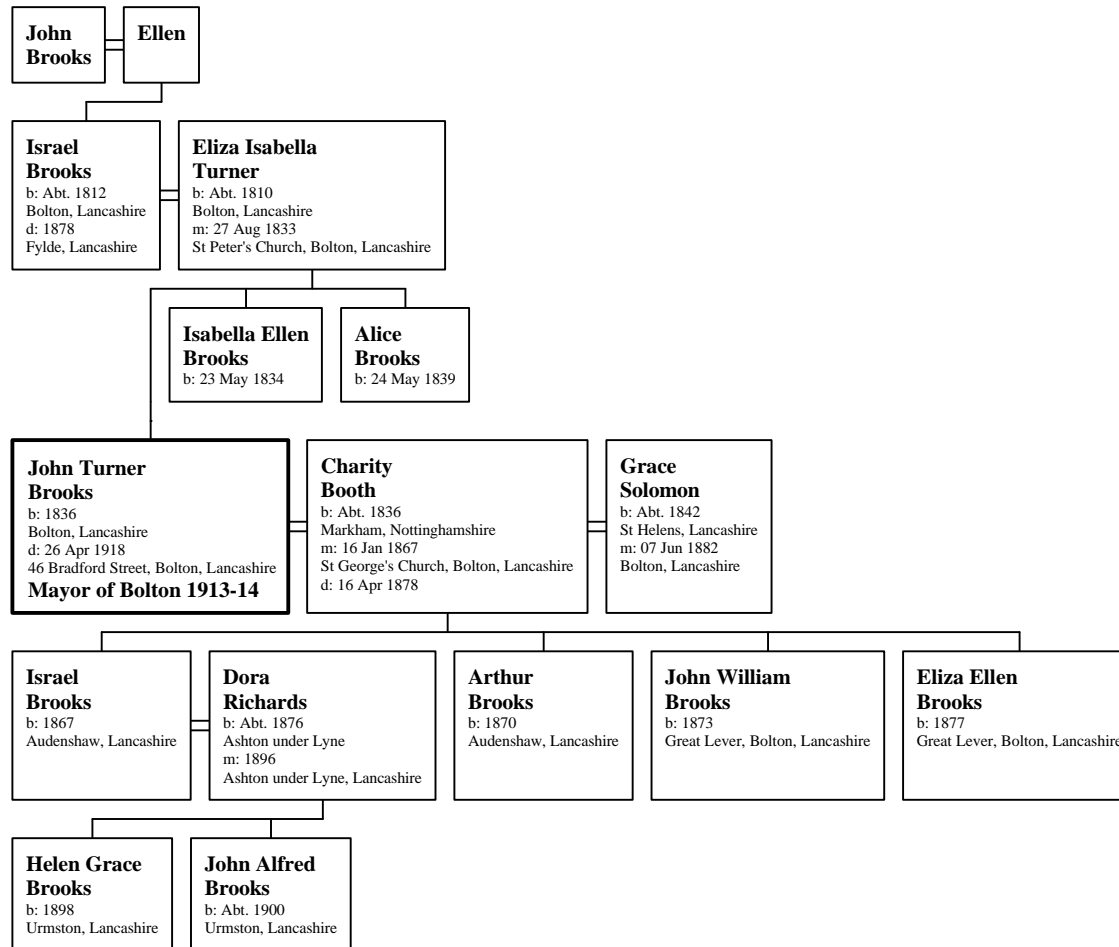 John
Brooks
Ellen
Israel
Brooks
b: Abt. 1812
Bolton, Lancashire
d: 1878
Fylde, Lancashire
Eliza Isabella
Turner
b: Abt. 1810
Bolton, Lancashire
m: 27 Aug 1833
St Peter's Church, Bolton, Lancashire
Isabella Ellen
Brooks
b: 23 May 1834
Alice
Brooks
b: 24 May 1839
John Turner
Brooks
b: 1836
Bolton, Lancashire
d: 26 Apr 1918
46 Bradford Street, Bolton, Lancashire
Mayor of Bolton 1913-14
Charity
Booth
b: Abt. 1836
Markham, Nottinghamshire
m: 16 Jan 1867
St George's Church, Bolton, Lancashire
d: 16 Apr 1878
Grace
Solomon
b: Abt. 1842
St Helens, Lancashire
m: 07 Jun 1882
Bolton, Lancashire
Israel
Brooks
b: 1867
Audenshaw, Lancashire
Dora
Richards
b: Abt. 1876
Ashton under Lyne
m: 1896
Ashton under Lyne, Lancashire
Arthur
Brooks
b: 1870
Audenshaw, Lancashire
John William
Brooks
b: 1873
Great Lever, Bolton, Lancashire
Eliza Ellen
Brooks
b: 1877
Great Lever, Bolton, Lancashire
Helen Grace
Brooks
b: 1898
Urmston, Lancashire
John Alfred
Brooks
b: Abt. 1900
Urmston, Lancashire